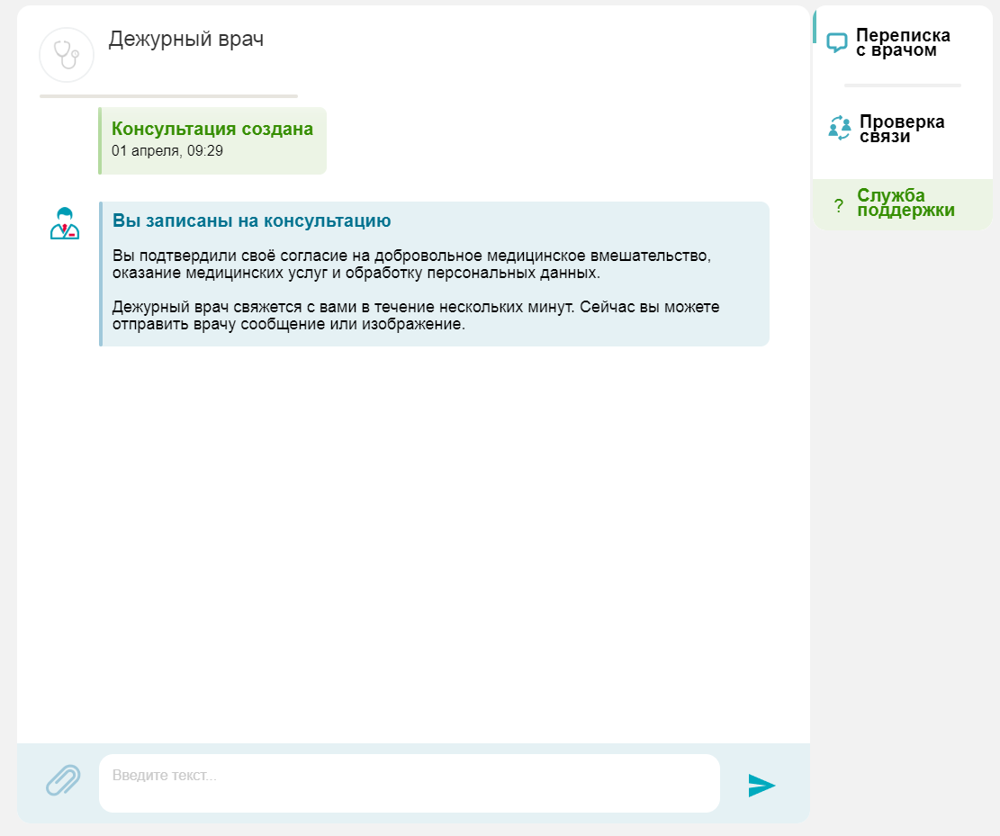 Дежурный врач
Консультация создана
01 апреля, 09:29
Вы записаны на консультацию
Вы подтвердили своё согласие на добровольное медицинское вмешательство,
оказание медицинских услуг и обработку персональных данных.
Дежурный врач свяжется с вами в течение нескольких минут. Сейчас вы можете
отправить врачу сообщение или изображение.
Введите текст...
Переписка
с врачом
Проверка
связи
? Служба
поддержки